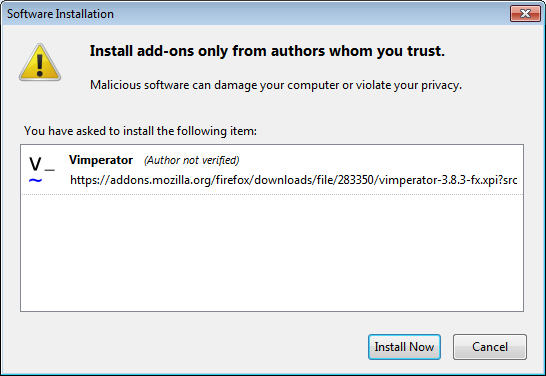 Software Installation
Install add-ons only from authors whom you trust.
Malicious software can damage your computer or violate your privacy.
You have asked to install the following item:
V_
~
Vimperator (Author not verified)
https://addons.mozilla.org/firefox/downloads/file/283350/vimperator-3.8.3-fx.xpi?src
Install Now Cancel